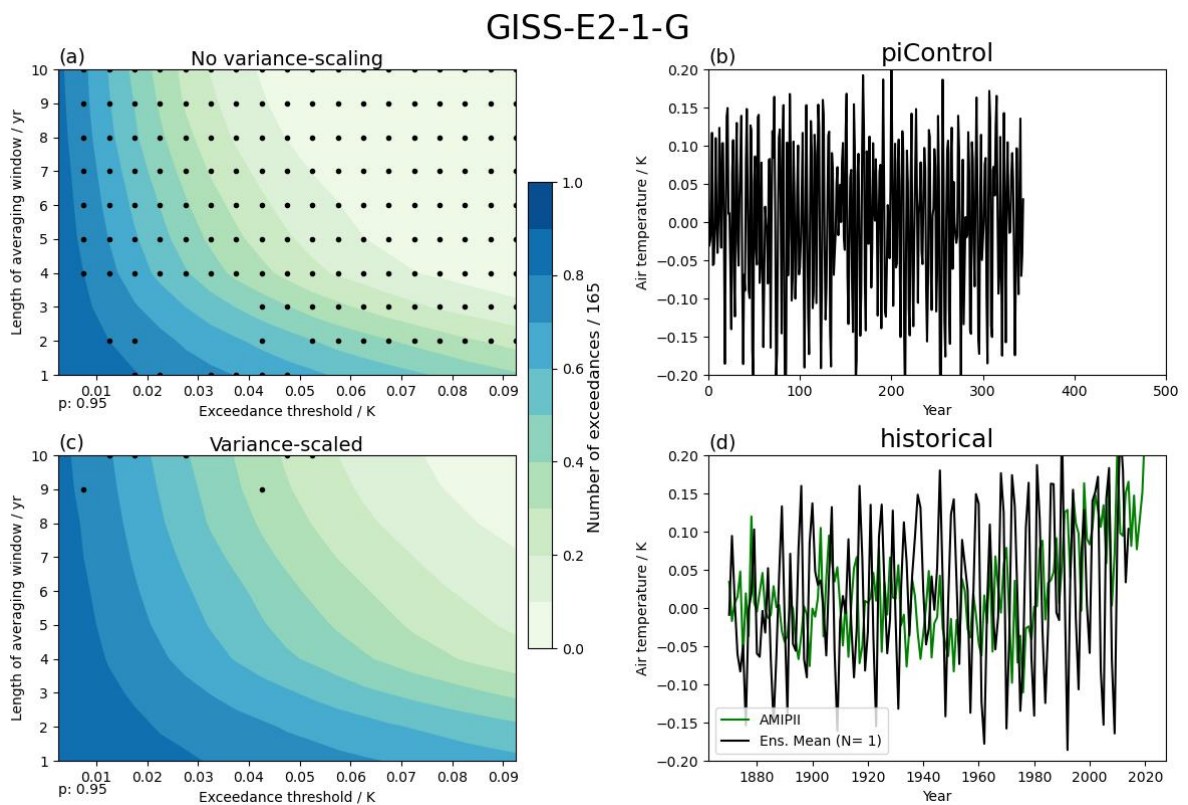 GISS-E2-1-G
(a)
No variance-scaling
10
9
8
7
6
5
4
3
2
1
Length of averaging window / yr
0.01 0.02 0.03 0.04 0.05 0.06 0.07 0.08 0.09
p: 0.95
Exceedance threshold / K
(b)
piControl
0.20
0.15
0.10
0.05
0.00
−0.05
−0.10
−0.15
−0.20
Air temperature / K
0 100 200 300 400 500
Year
1.0
0.8
0.6
0.4
0.2
0.0
Number of exceedances / 165
(c)
Variance-scaled
10
9
8
7
6
5
4
3
2
1
Length of averaging window / yr
0.01 0.02 0.03 0.04 0.05 0.06 0.07 0.08 0.09
p: 0.95
Exceedance threshold / K
(d)
historical
0.20
0.15
0.10
0.05
0.00
−0.05
−0.10
−0.15
−0.20
Air temperature / K
AMIPII
Ens. Mean (N= 1)
1880 1900 1920 1940 1960 1980 2000 2020
Year